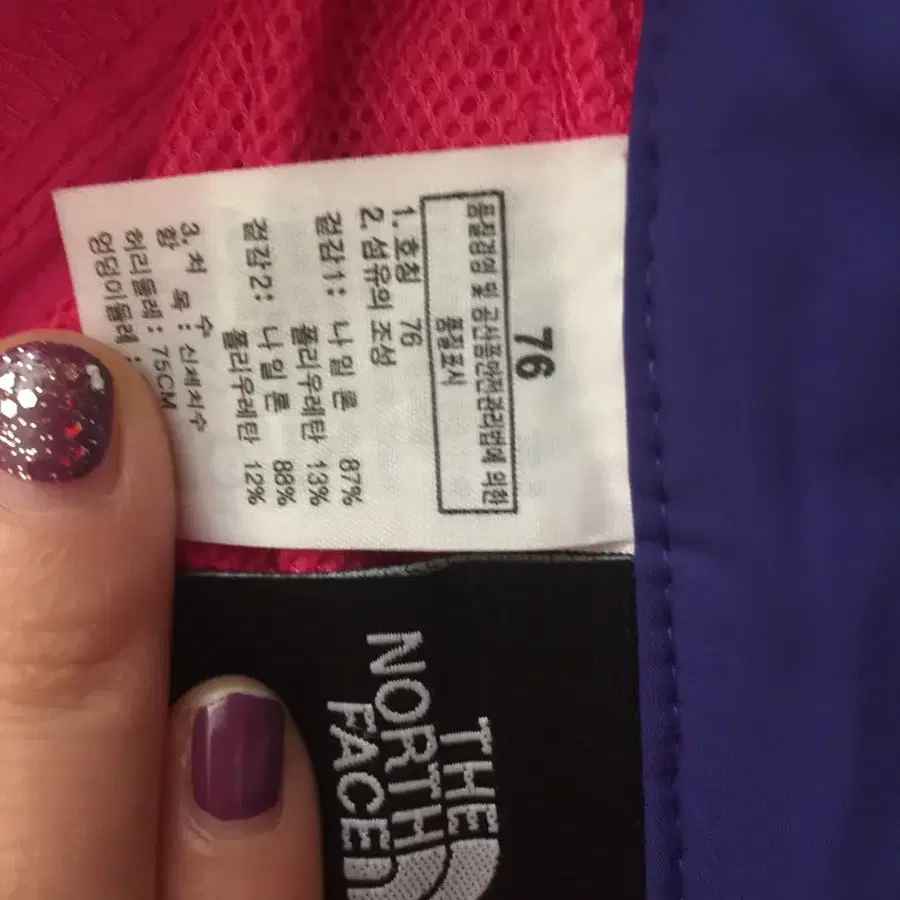 76
품질경영 및 공산품안전관리법에 의한
품질표시
1. 호칭 76
2. 섬유의 조성
겉감1: 나 일 론 87%
폴리우레탄 13%
겉감2: 나 일 론 88%
폴리우레탄 12%
3. 치 수
항 목 : 신체치수
허리둘레 : 75CM
엉덩이둘레 :
THE
NORTH
FACE